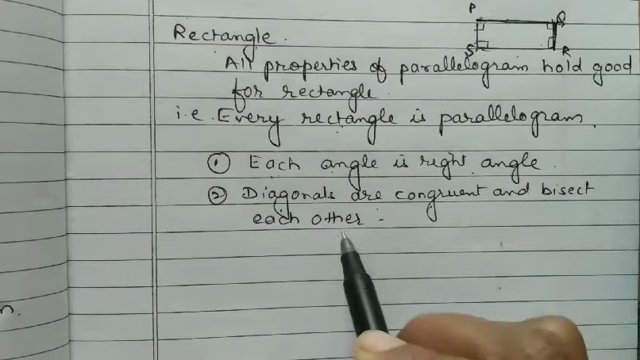 P
Q
S
R
Rectangle.
All properties of parallelogram hold good
for rectangle.
i.e. Every rectangle is parallelogram.
① Each angle is right angle.
② Diagonals are congruent and bisect
each other.
n.